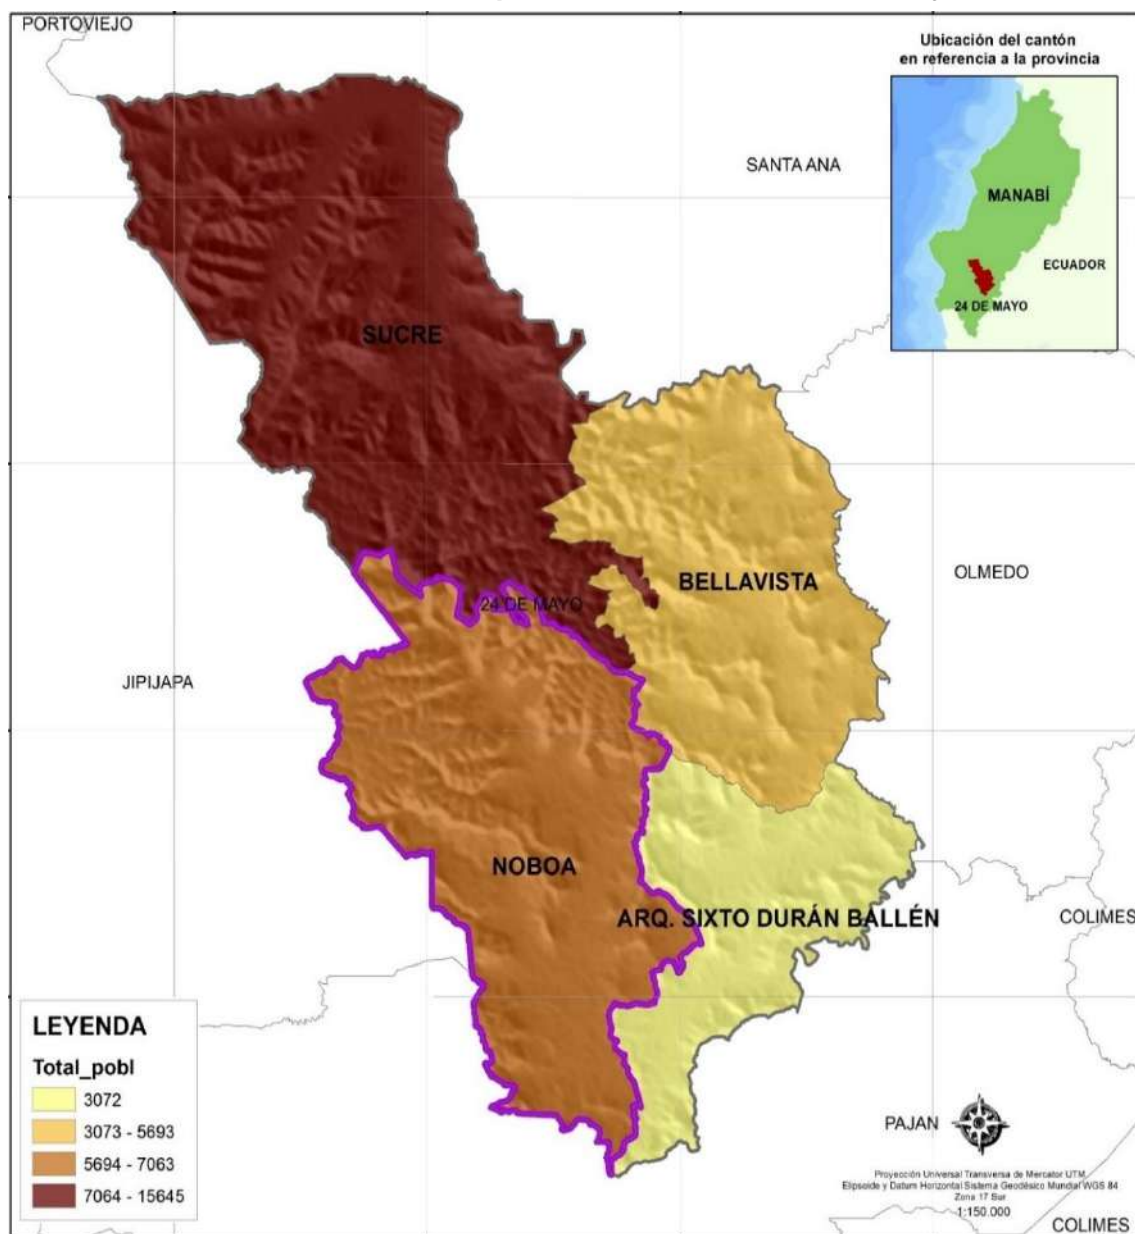 PORTOVIEJO
Ubicación del cantón
en referencia a la provincia
SANTA ANA
MANABÍ
ECUADOR
24 DE MAYO
SUCRE
OLMEDO
BELLAVISTA
24 DE MAYO
JIPIJAPA
NOBOA
ARQ. SIXTO DURÁN BALLÉN
COLIMES
LEYENDA
Total_pobl
3072
3073 - 5693
5694 - 7063
7064 - 15645
PAJAN
Proyección Universal Transversa de Mercator UTM
Elipsoide y Datum Horizontal Sistema Geodésico Mundial WGS 84
Zona 17 Sur
1:150.000
COLIMES